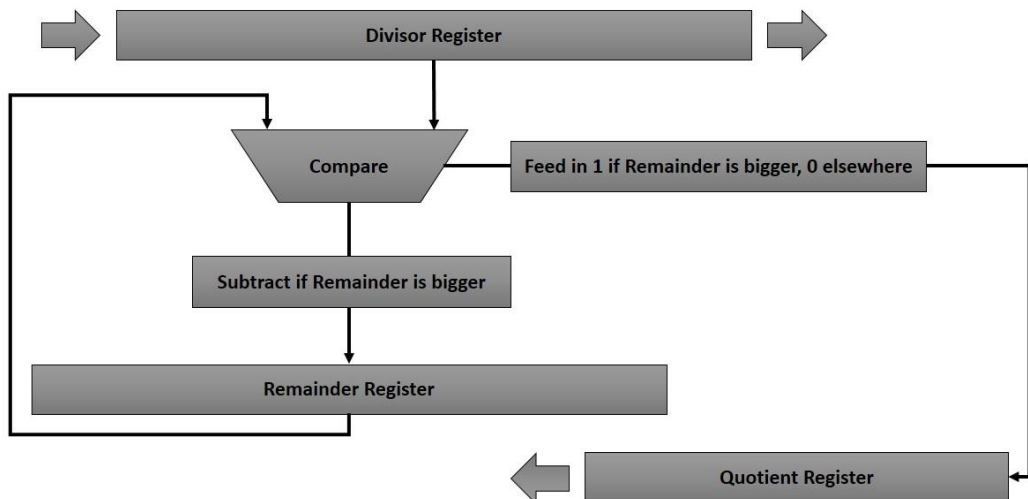 Divisor Register
Compare
Feed in 1 if Remainder is bigger, 0 elsewhere
Subtract if Remainder is bigger
Remainder Register
Quotient Register